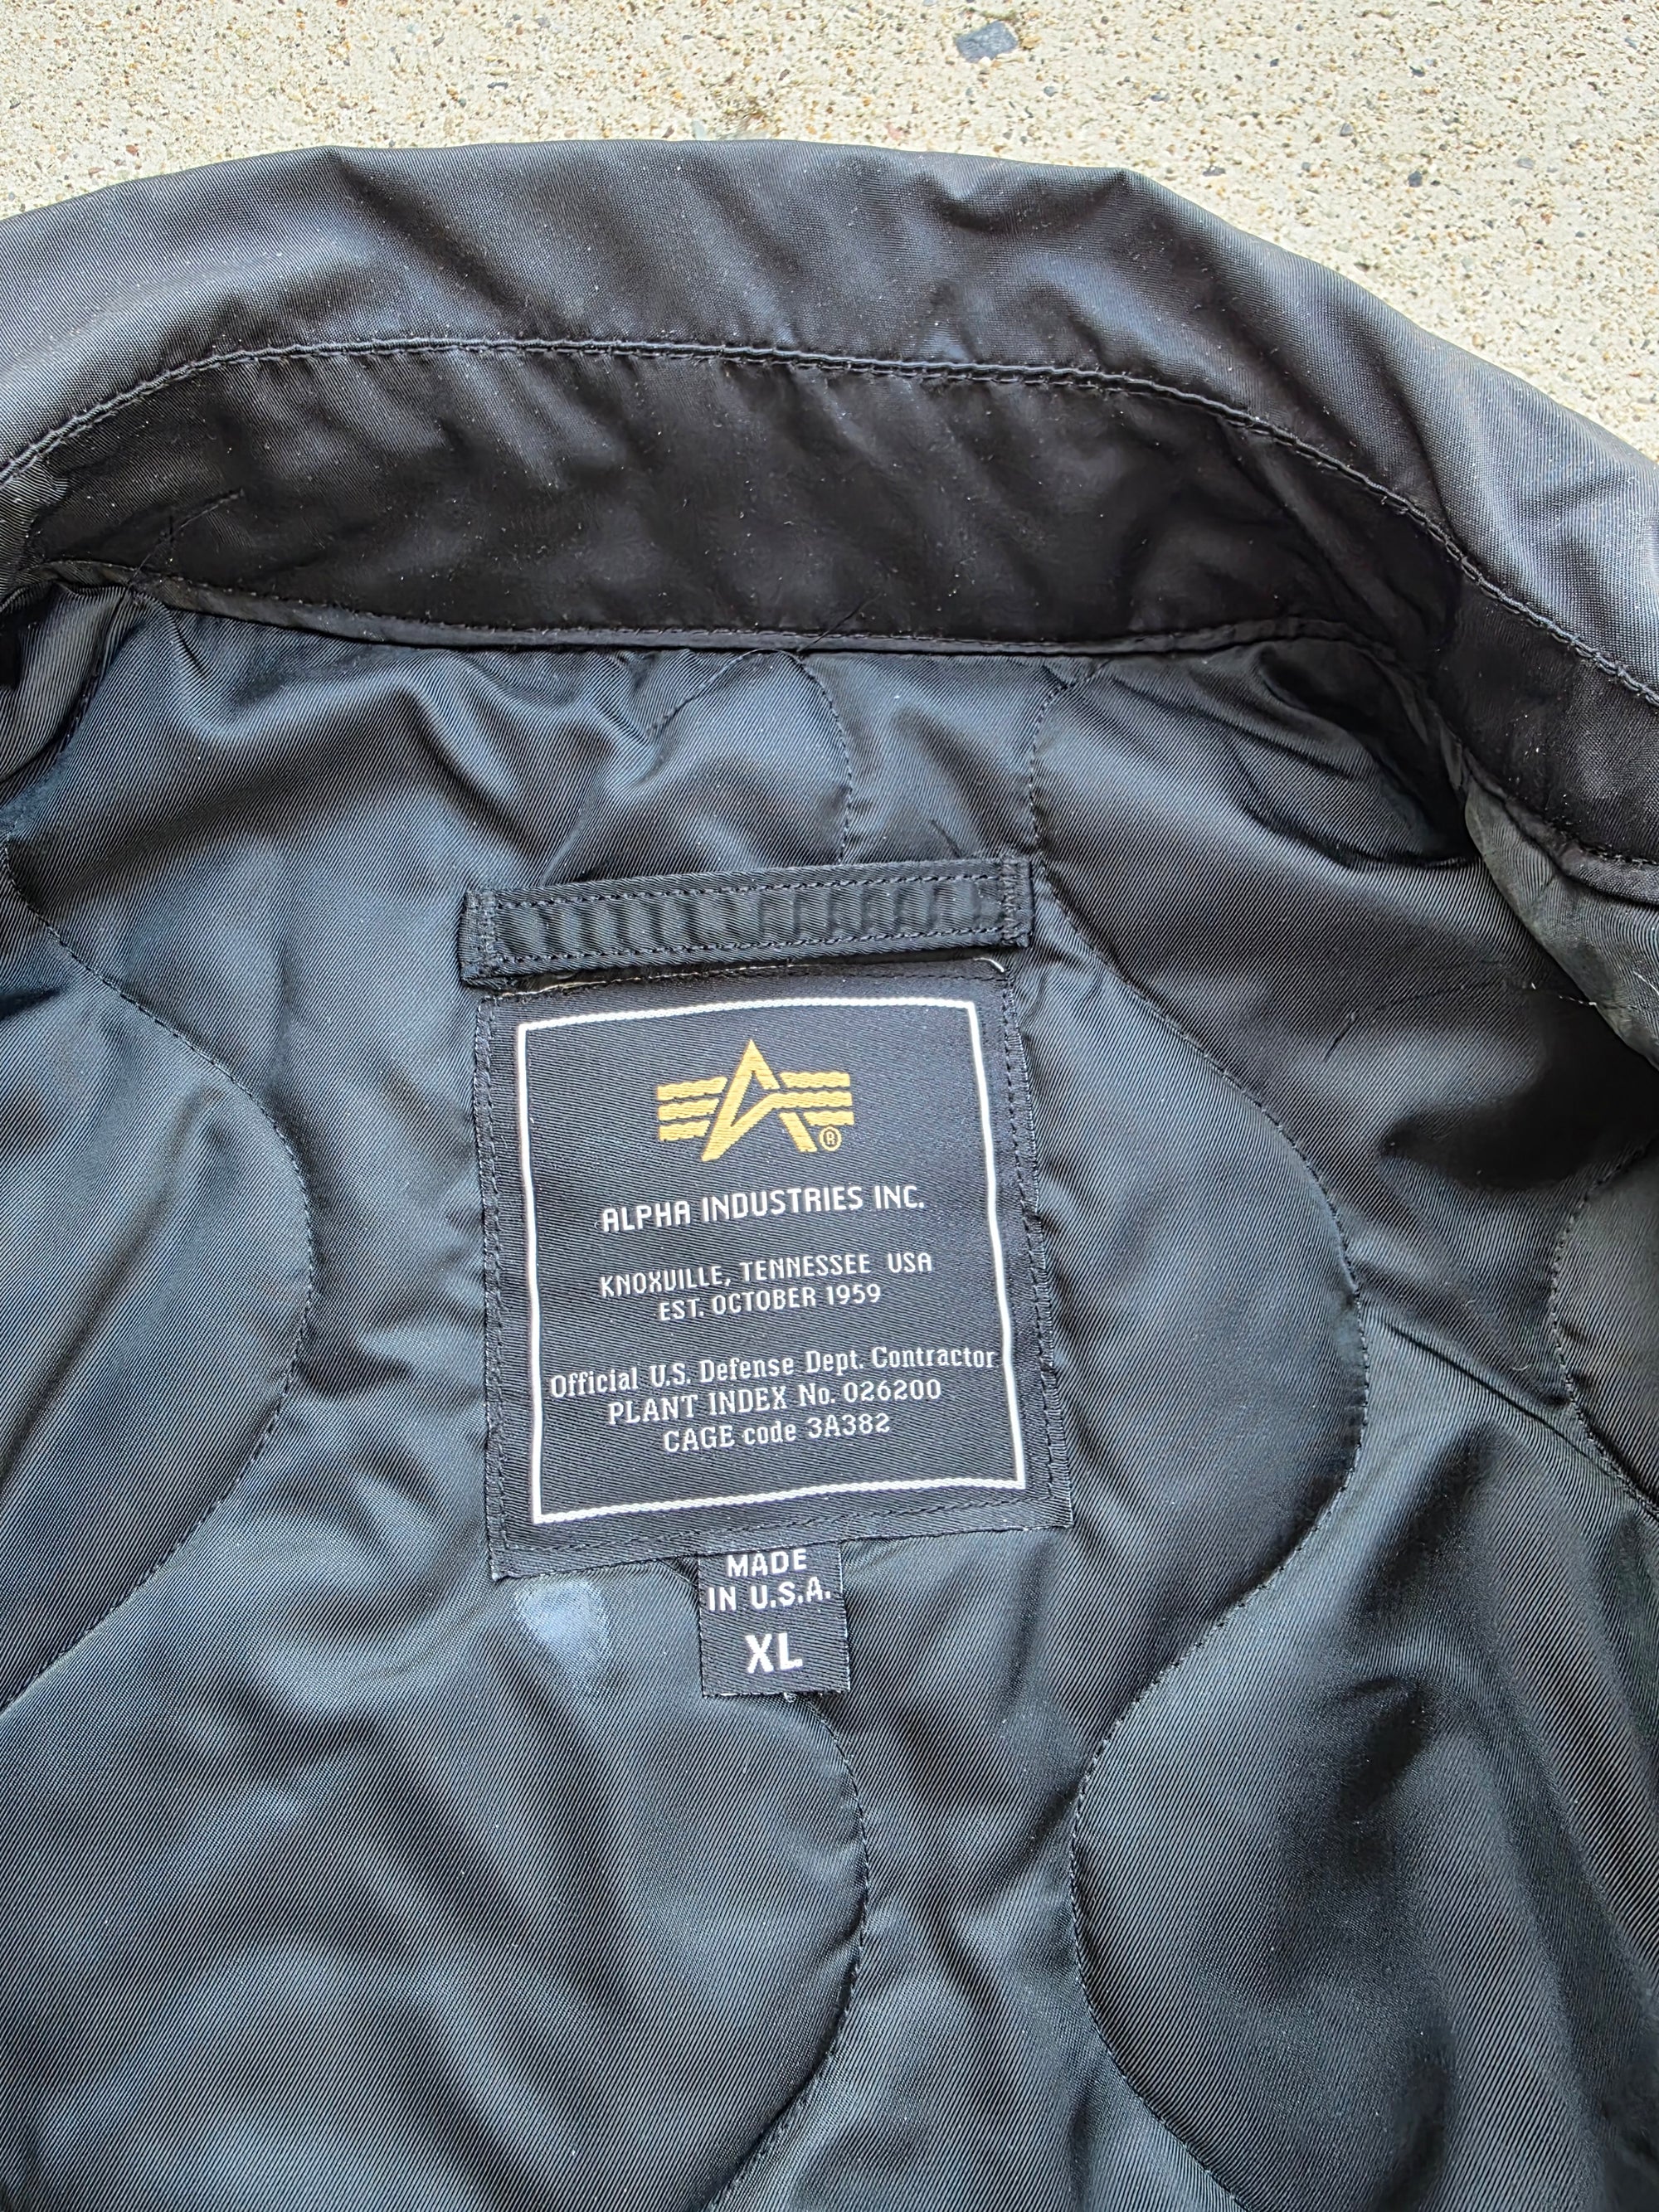 ®
ALPHA INDUSTRIES INC.
KNOXVILLE, TENNESSEE USA
EST. OCTOBER 1959
Official U.S. Defense Dept. Contractor
PLANT INDEX No. 026200
CAGE code 3A382
MADE
IN U.S.A.
XL